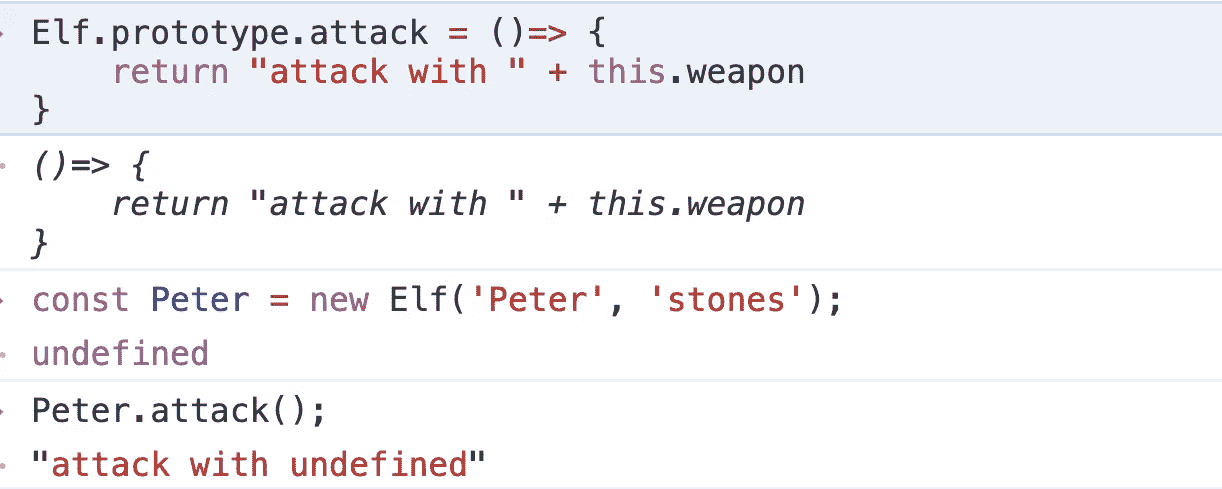 Elf.prototype.attack = ()=> {
    return "attack with " + this.weapon
}
()=> {
    return "attack with " + this.weapon
}
const Peter = new Elf('Peter', 'stones');
undefined
Peter.attack();
"attack with undefined"